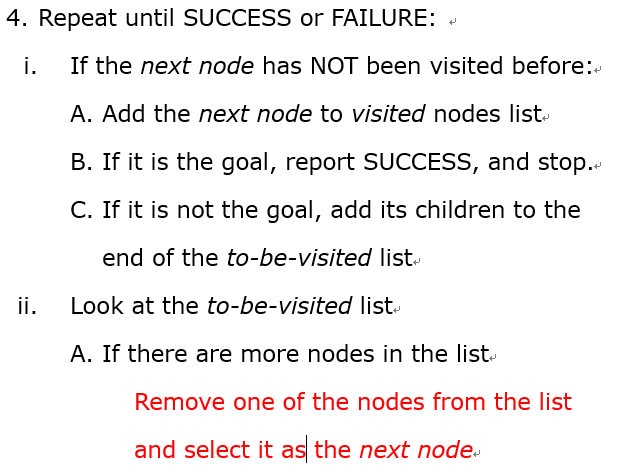 4. Repeat until SUCCESS or FAILURE:
i. If the next node has NOT been visited before:
A. Add the next node to visited nodes list
B. If it is the goal, report SUCCESS, and stop.
C. If it is not the goal, add its children to the
end of the to-be-visited list
ii. Look at the to-be-visited list
A. If there are more nodes in the list
Remove one of the nodes from the list
and select it as the next node